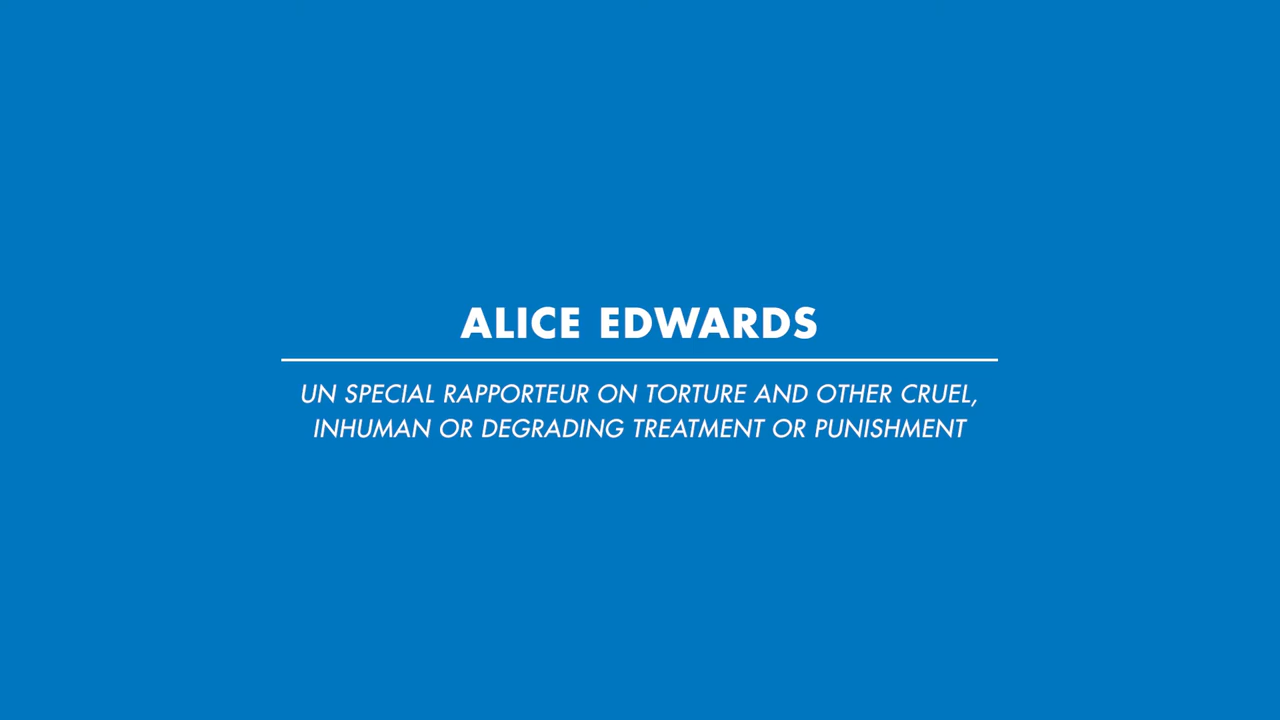 ALICE EDWARDS
UN SPECIAL RAPPORTEUR ON TORTURE AND OTHER CRUEL,
INHUMAN OR DEGRADING TREATMENT OR PUNISHMENT